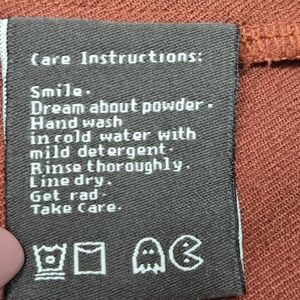 Care Instructions:
Smile.
Dream about powder.
Hand wash
in cold water with
mild detergent.
Rinse thoroughly.
Line dry.
Get rad.
Take Care.